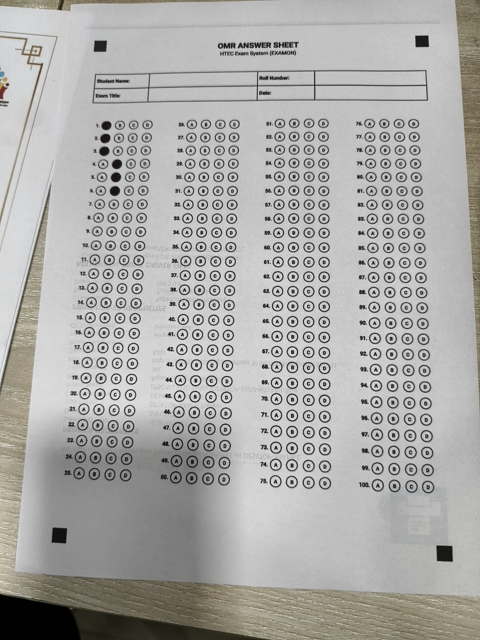 OMR ANSWER SHEET
HTEC Exam System (EXAMON)
Student Name: Roll Number:
Exam Title: Date:
1. B C D 26. A B C D 51. A B C D 76. A B C D
2. B C D 27. A B C D 52. A B C D 77. A B C D
3. B C D 28. A B C D 53. A B C D 78. A B C D
4. A C D 29. A B C D 54. A B C D 79. A B C D
5. A C D 30. A B C D 55. A B C D 80. A B C D
6. A C D 31. A B C D 56. A B C D 81. A B C D
7. A B C D 32. A B C D 57. A B C D 82. A B C D
8. A B C D 33. A B C D 58. A B C D 83. A B C D
9. A B C D 34. A B C D 59. A B C D 84. A B C D
10. A B C D 35. A B C D 60. A B C D 85. A B C D
11. A B C D 36. A B C D 61. A B C D 86. A B C D
12. A B C D 37. A B C D 62. A B C D 87. A B C D
13. A B C D 38. A B C D 63. A B C D 88. A B C D
14. A B C D 39. A B C D 64. A B C D 89. A B C D
15. A B C D 40. A B C D 65. A B C D 90. A B C D
16. A B C D 41. A B C D 66. A B C D 91. A B C D
17. A B C D 42. A B C D 67. A B C D 92. A B C D
18. A B C D 43. A B C D 68. A B C D 93. A B C D
19. A B C D 44. A B C D 69. A B C D 94. A B C D
20. A B C D 45. A B C D 70. A B C D 95. A B C D
21. A B C D 46. A B C D 71. A B C D 96. A B C D
22. A B C D 47. A B C D 72. A B C D 97. A B C D
23. A B C D 48. A B C D 73. A B C D 98. A B C D
24. A B C D 49. A B C D 74. A B C D 99. A B C D
25. A B C D 50. A B C D 75. A B C D 100. A B C D